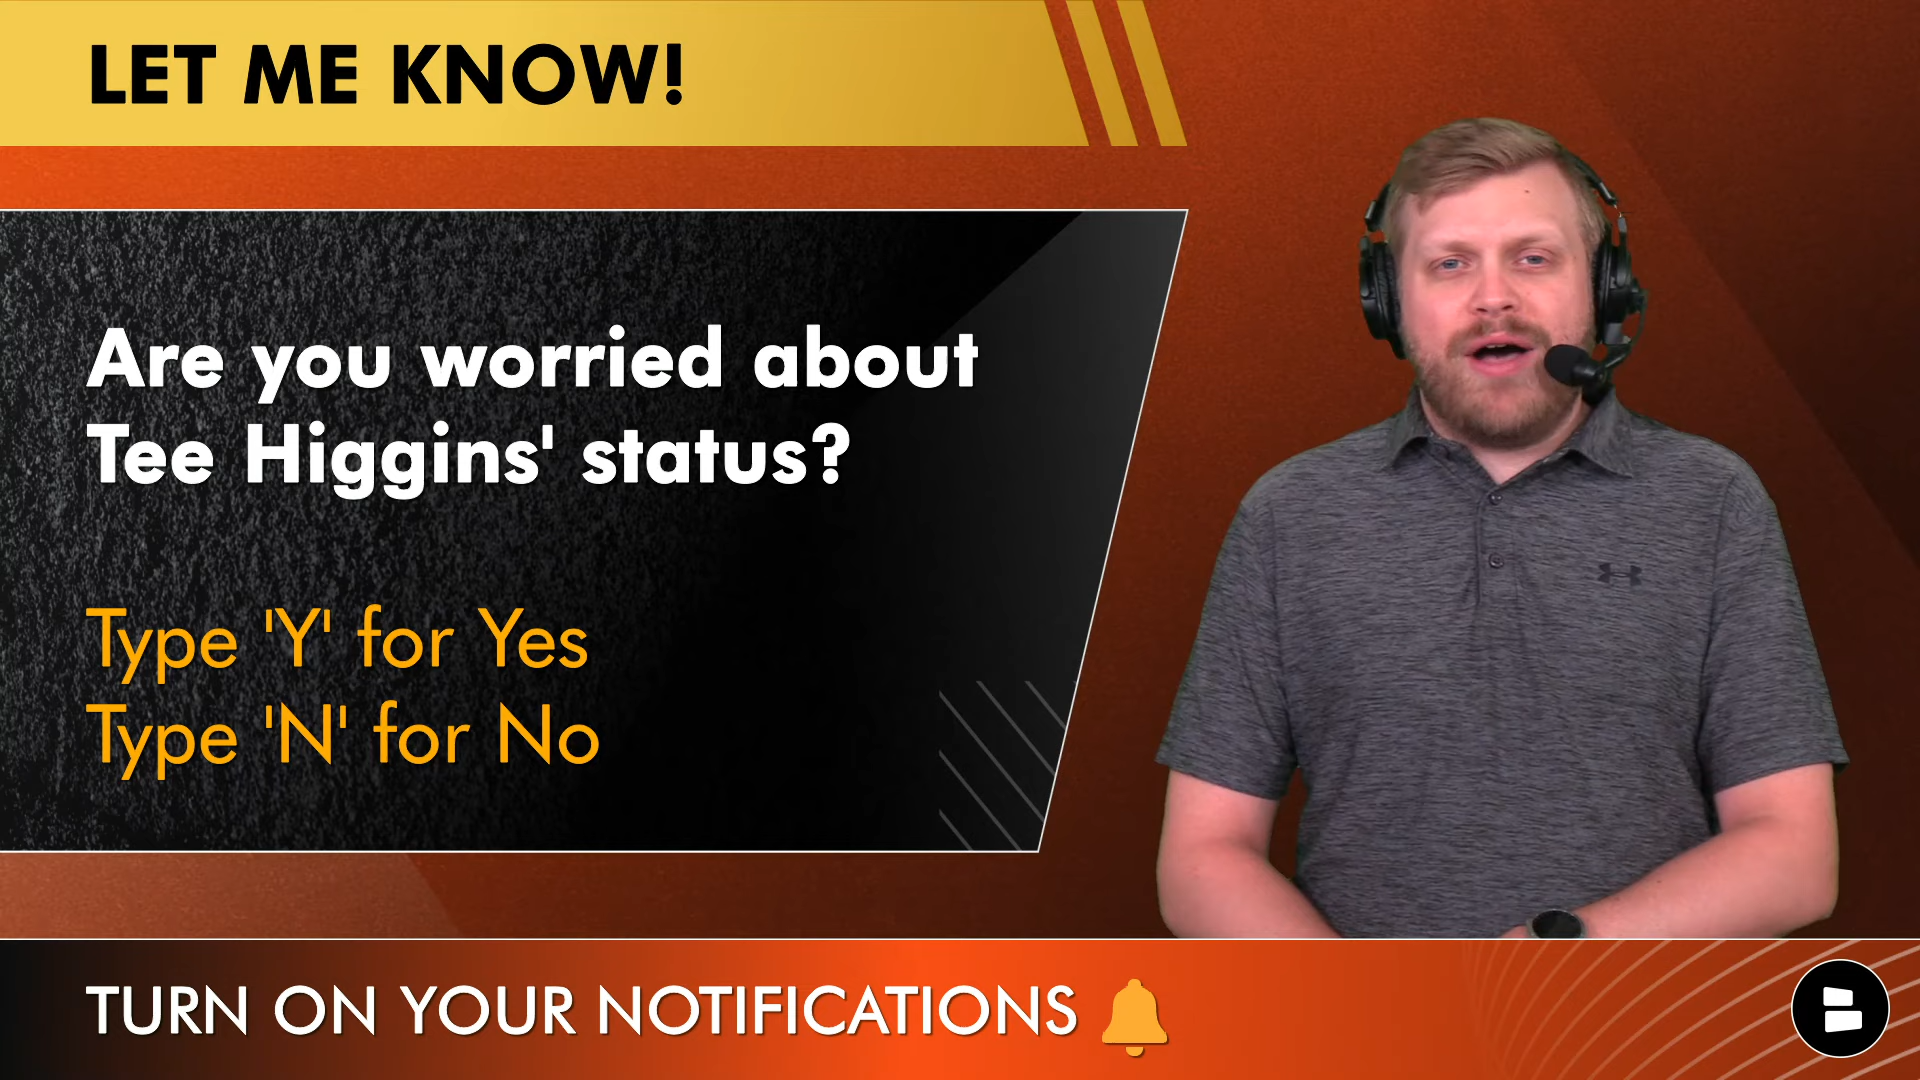 LET ME KNOW!
Are you worried about
Tee Higgins' status?
Type 'Y' for Yes
Type 'N' for No
TURN ON YOUR NOTIFICATIONS